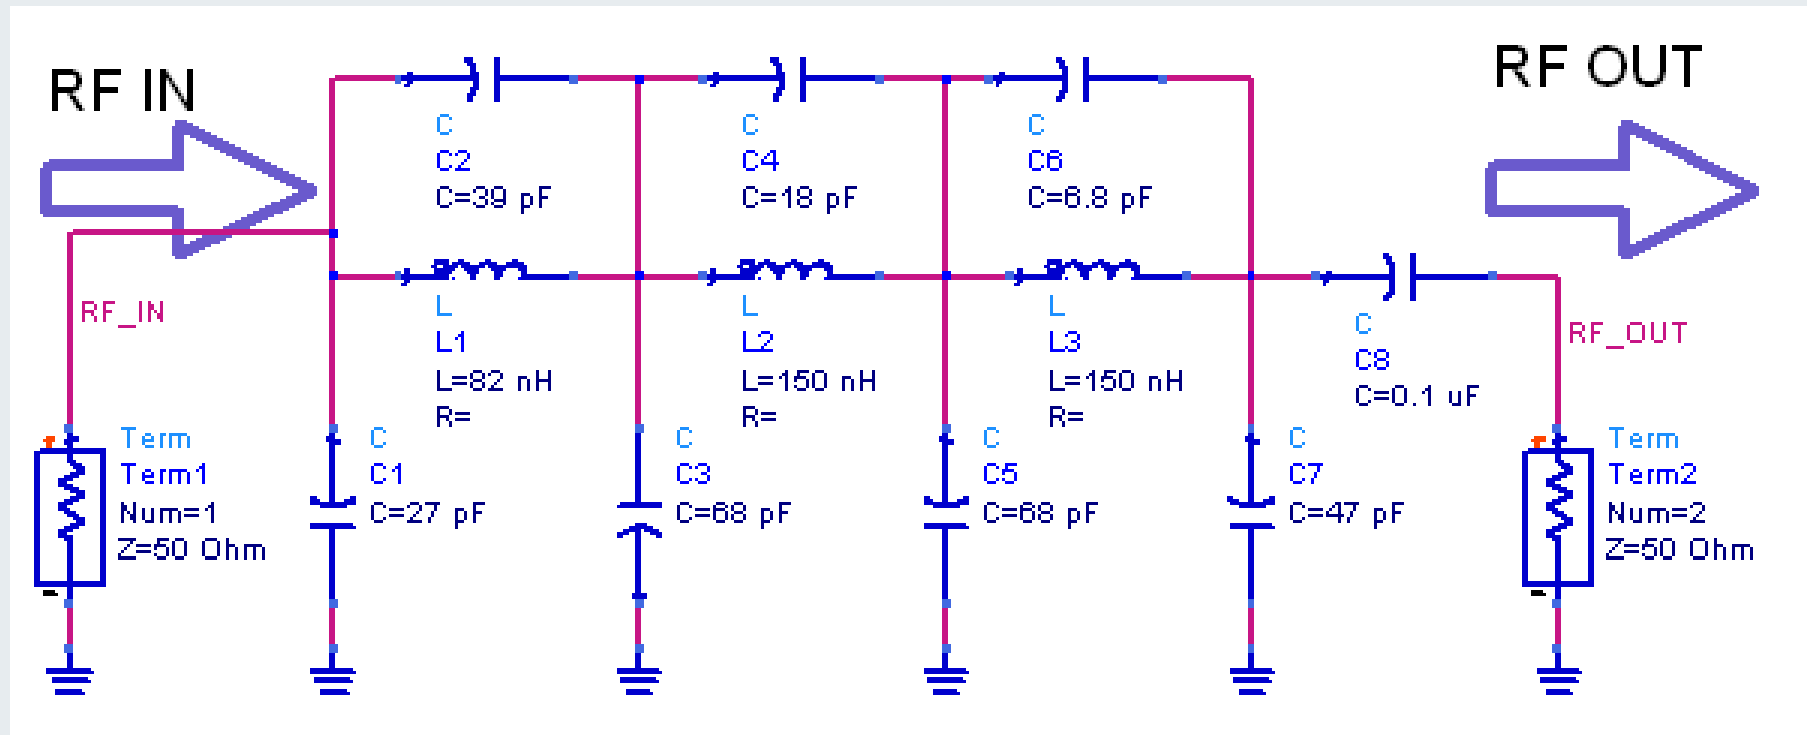 RF IN
RF OUT
C
C2
C=39 pF
C
C4
C=18 pF
C
C6
C=6.8 pF
RF_IN
L
L1
L=82 nH
R=
L
L2
L=150 nH
R=
L
L3
L=150 nH
R=
C
C8
C=0.1 uF
RF_OUT
Term
Term1
Num=1
Z=50 Ohm
C
C1
C=27 pF
C
C3
C=68 pF
C
C5
C=68 pF
C
C7
C=47 pF
Term
Term2
Num=2
Z=50 Ohm